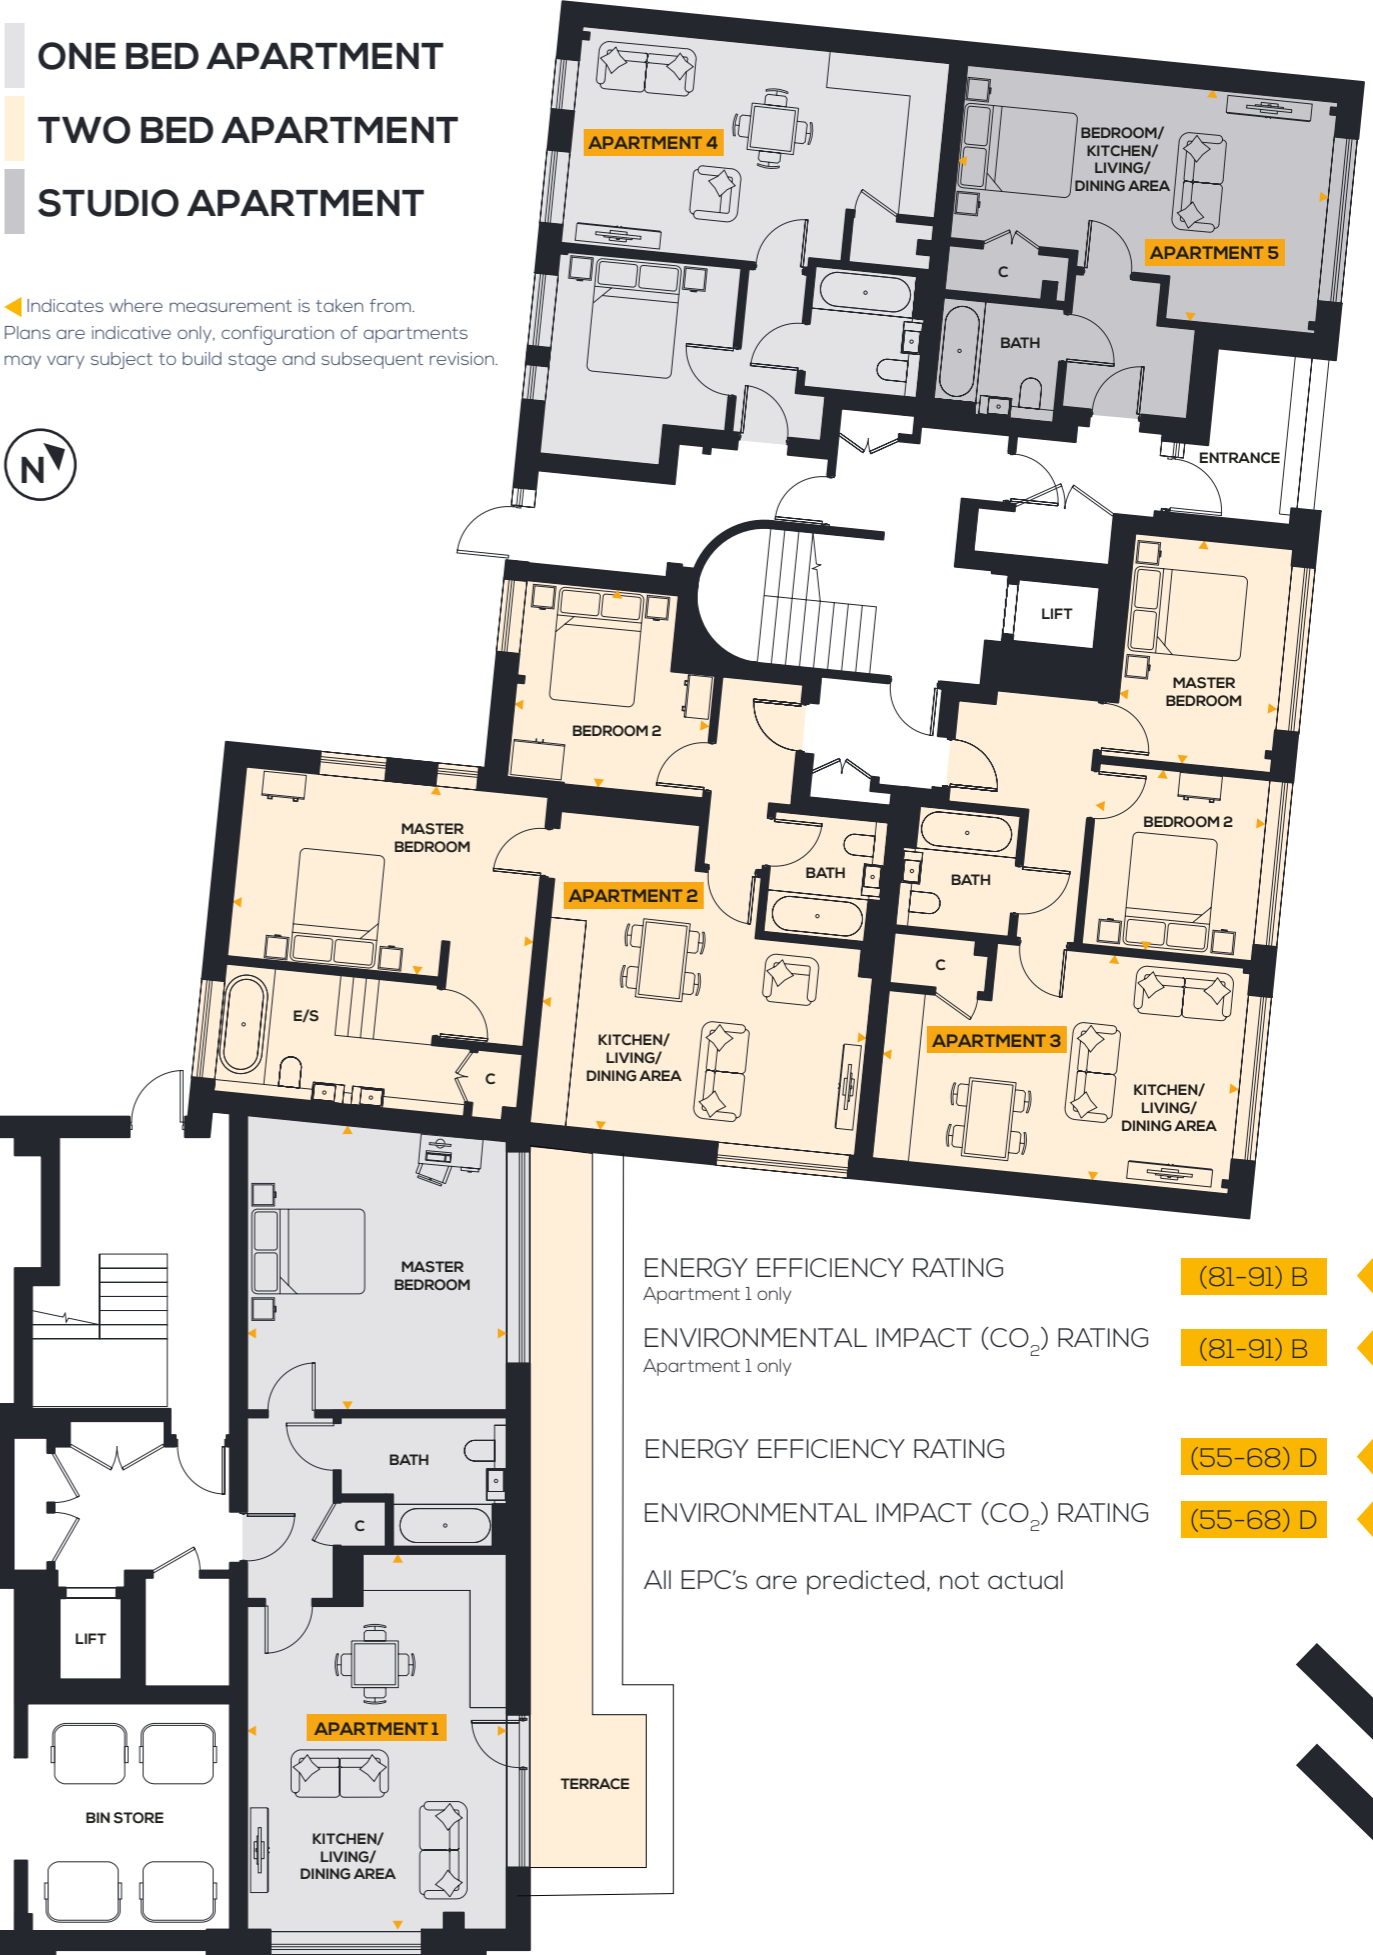 ONE BED APARTMENT
TWO BED APARTMENT
STUDIO APARTMENT
Indicates where measurement is taken from.
Plans are indicative only, configuration of apartments
may vary subject to build stage and subsequent revision.
N
APARTMENT 4
BEDROOM/
KITCHEN/
LIVING/
DINING AREA
APARTMENT 5
C
BATH
ENTRANCE
LIFT
MASTER
BEDROOM
BEDROOM 2
BEDROOM 2
MASTER
BEDROOM
APARTMENT 2
BATH
BATH
C
E/S
KITCHEN/
LIVING/
DINING AREA
C
APARTMENT 3
KITCHEN/
LIVING/
DINING AREA
MASTER
BEDROOM
BATH
C
LIFT
APARTMENT 1
TERRACE
BIN STORE
KITCHEN/
LIVING/
DINING AREA
ENERGY EFFICIENCY RATING
Apartment 1 only
(81-91) B
ENVIRONMENTAL IMPACT (CO₂) RATING
Apartment 1 only
(81-91) B
ENERGY EFFICIENCY RATING
(55-68) D
ENVIRONMENTAL IMPACT (CO₂) RATING
(55-68) D
All EPC's are predicted, not actual